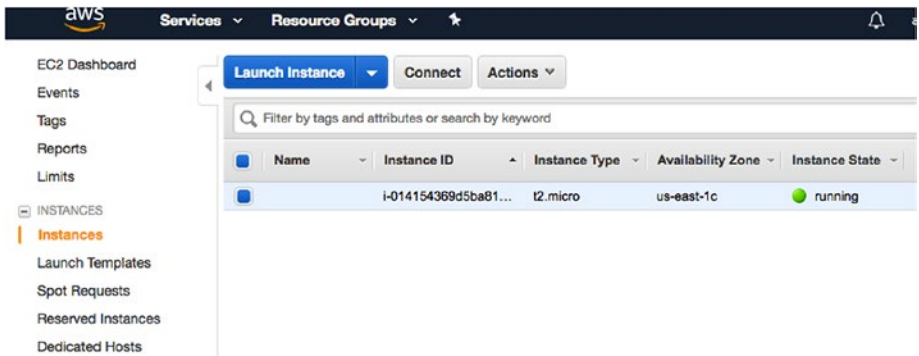 aws Services Resource Groups
EC2 Dashboard
Events
Tags
Reports
Limits
INSTANCES
Instances
Launch Templates
Spot Requests
Reserved Instances
Dedicated Hosts
Launch Instance Connect Actions
Filter by tags and attributes or search by keyword
Name Instance ID Instance Type Availability Zone Instance State
i-014154369d5ba81... t2.micro us-east-1c running